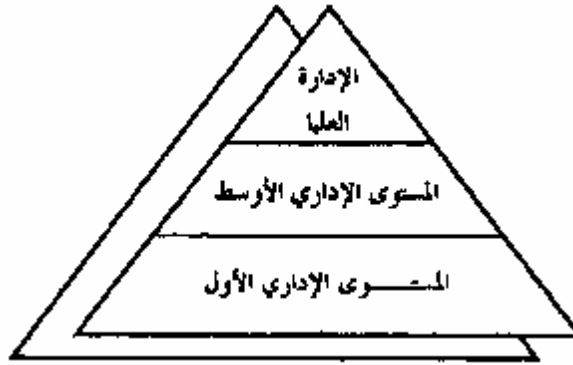 الإدارة
العليا
المستوى الإداري الأوسط
المستوى الإداري الأول